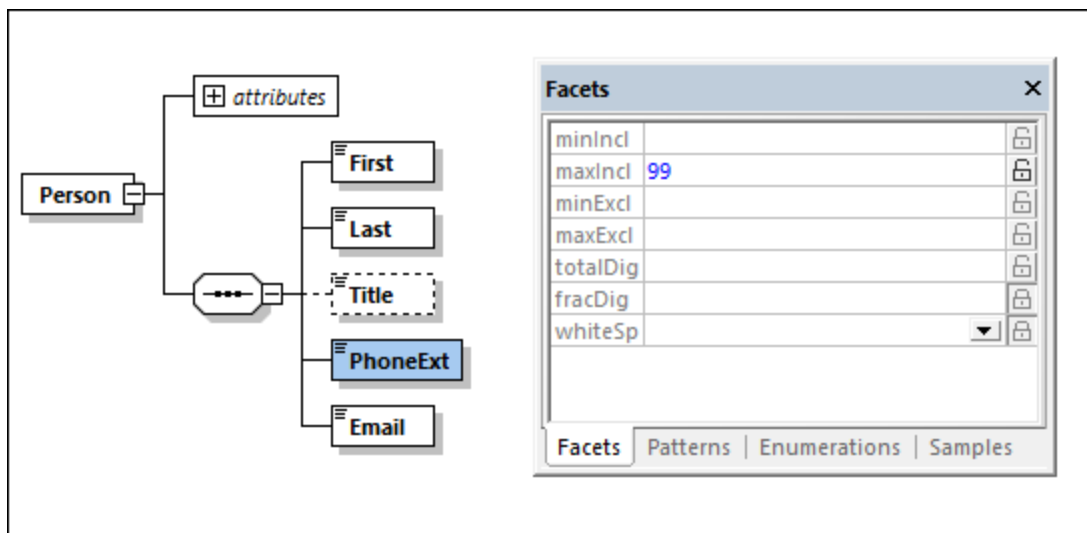 attributes
Person
First
Last
Title
PhoneExt
Email
Facets
minIncl
maxIncl 99
minExcl
maxExcl
totalDig
fracDig
whiteSp
Facets Patterns | Enumerations | Samples